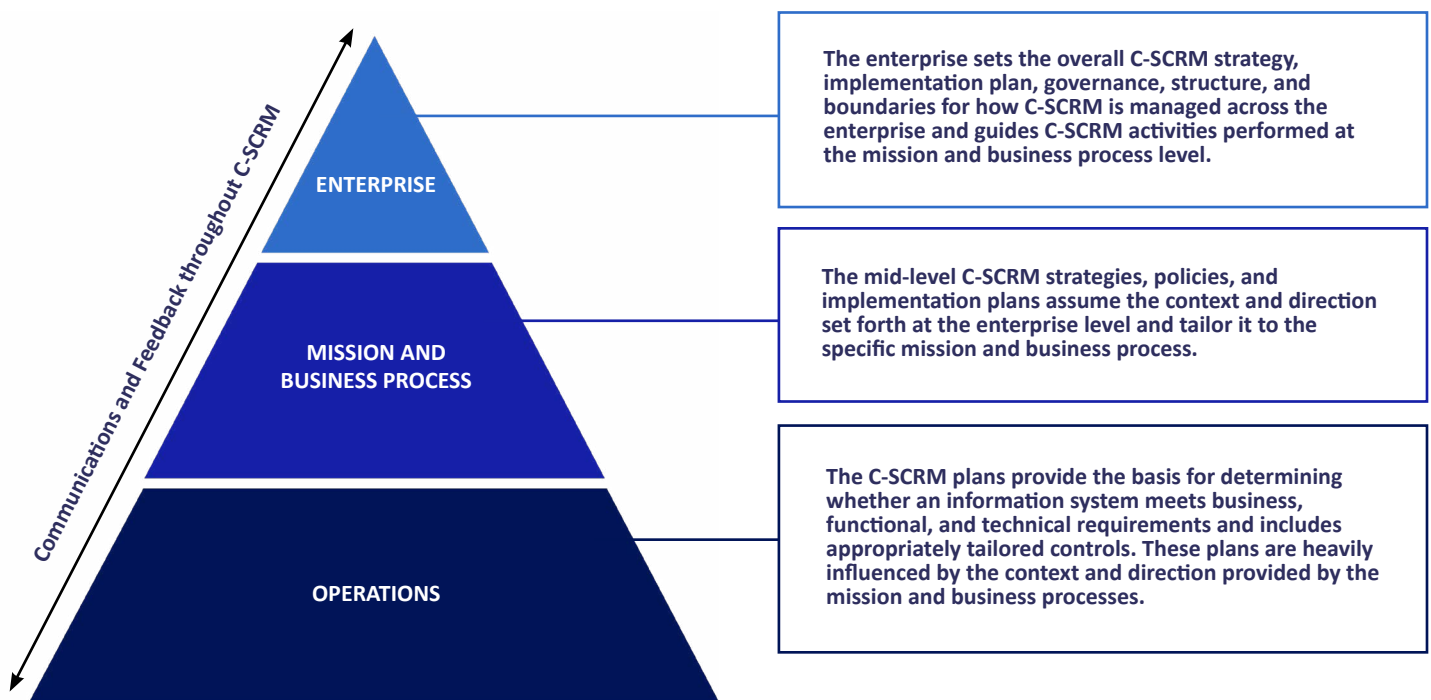 Communications and Feedback throughout C-SCRM
ENTERPRISE
The enterprise sets the overall C-SCRM strategy,
implementation plan, governance, structure, and
boundaries for how C-SCRM is managed across the
enterprise and guides C-SCRM activities performed at
the mission and business process level.
MISSION AND
BUSINESS PROCESS
The mid-level C-SCRM strategies, policies, and
implementation plans assume the context and direction
set forth at the enterprise level and tailor it to the
specific mission and business process.
OPERATIONS
The C-SCRM plans provide the basis for determining
whether an information system meets business,
functional, and technical requirements and includes
appropriately tailored controls. These plans are heavily
influenced by the context and direction provided by the
mission and business processes.